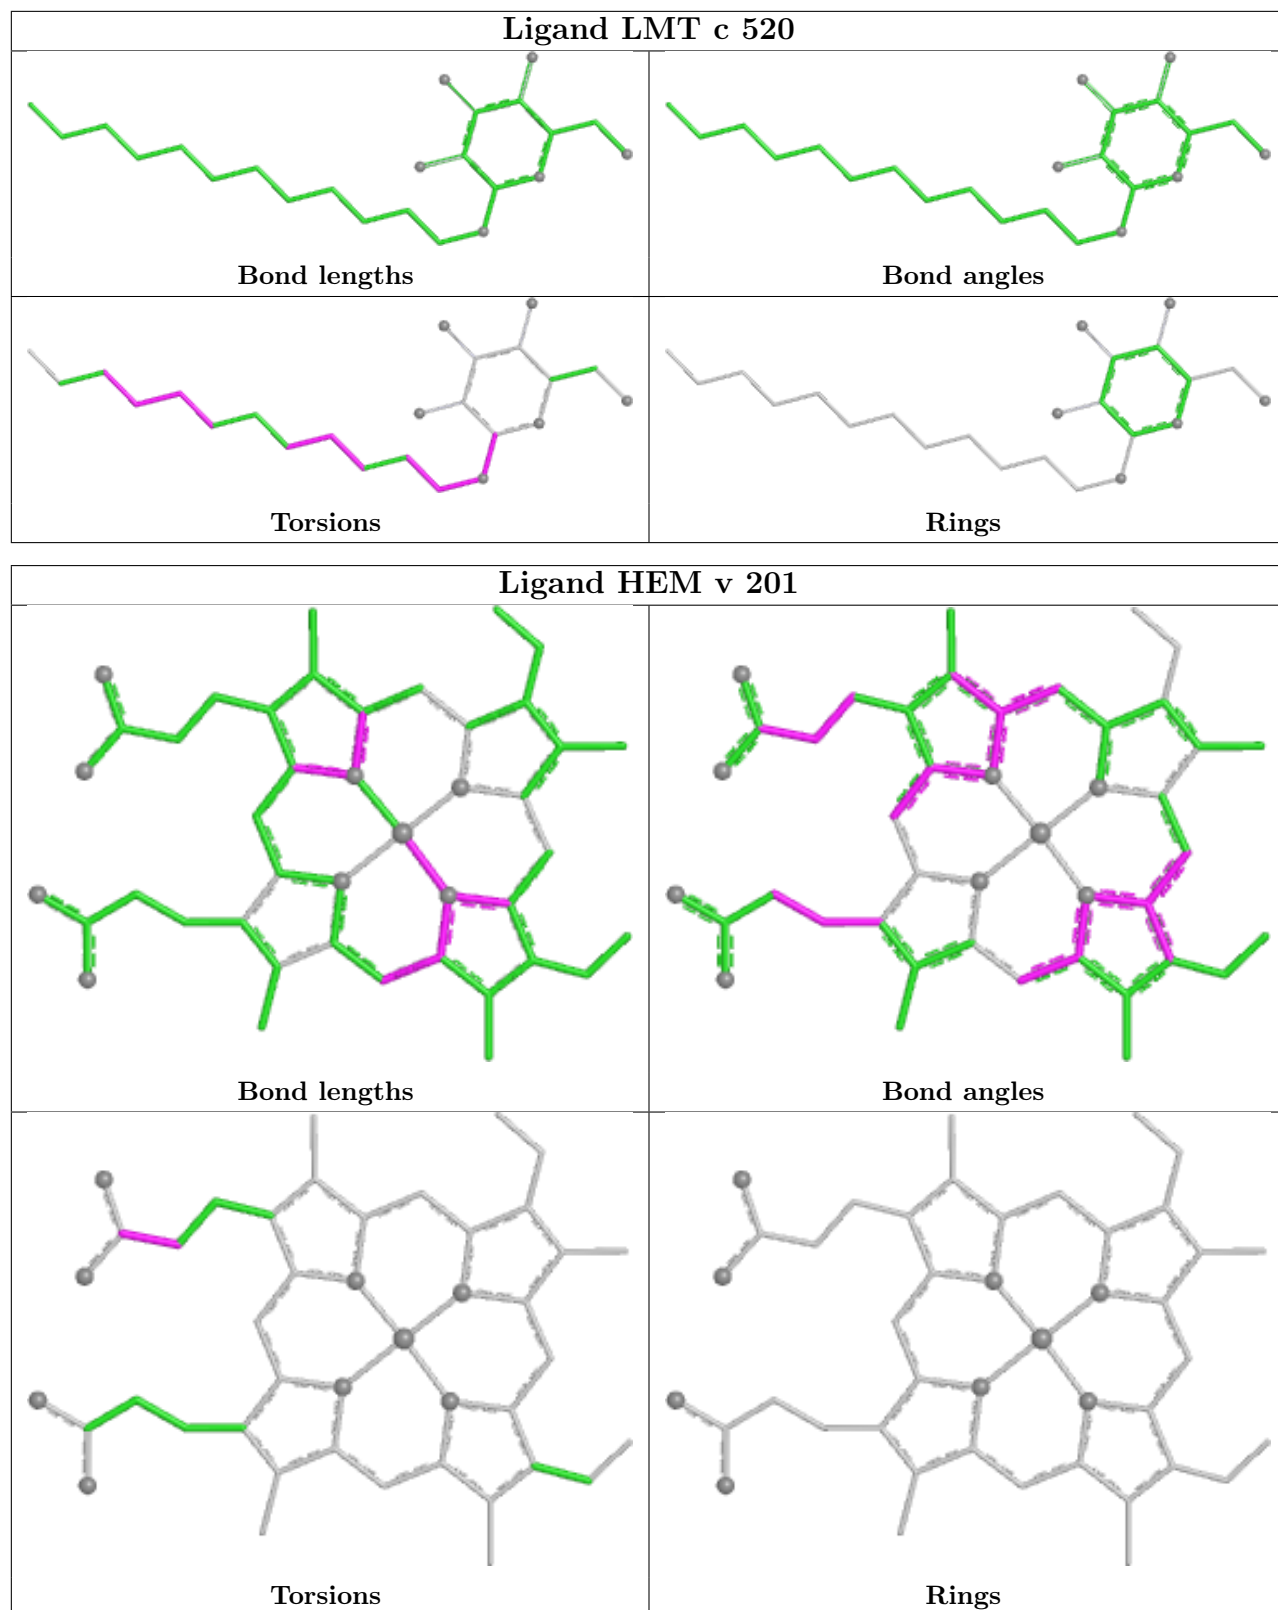 Ligand LMT c 520
Bond lengths
Bond angles
Torsions
Rings
Ligand HEM v 201
Bond lengths
Bond angles
Torsions
Rings